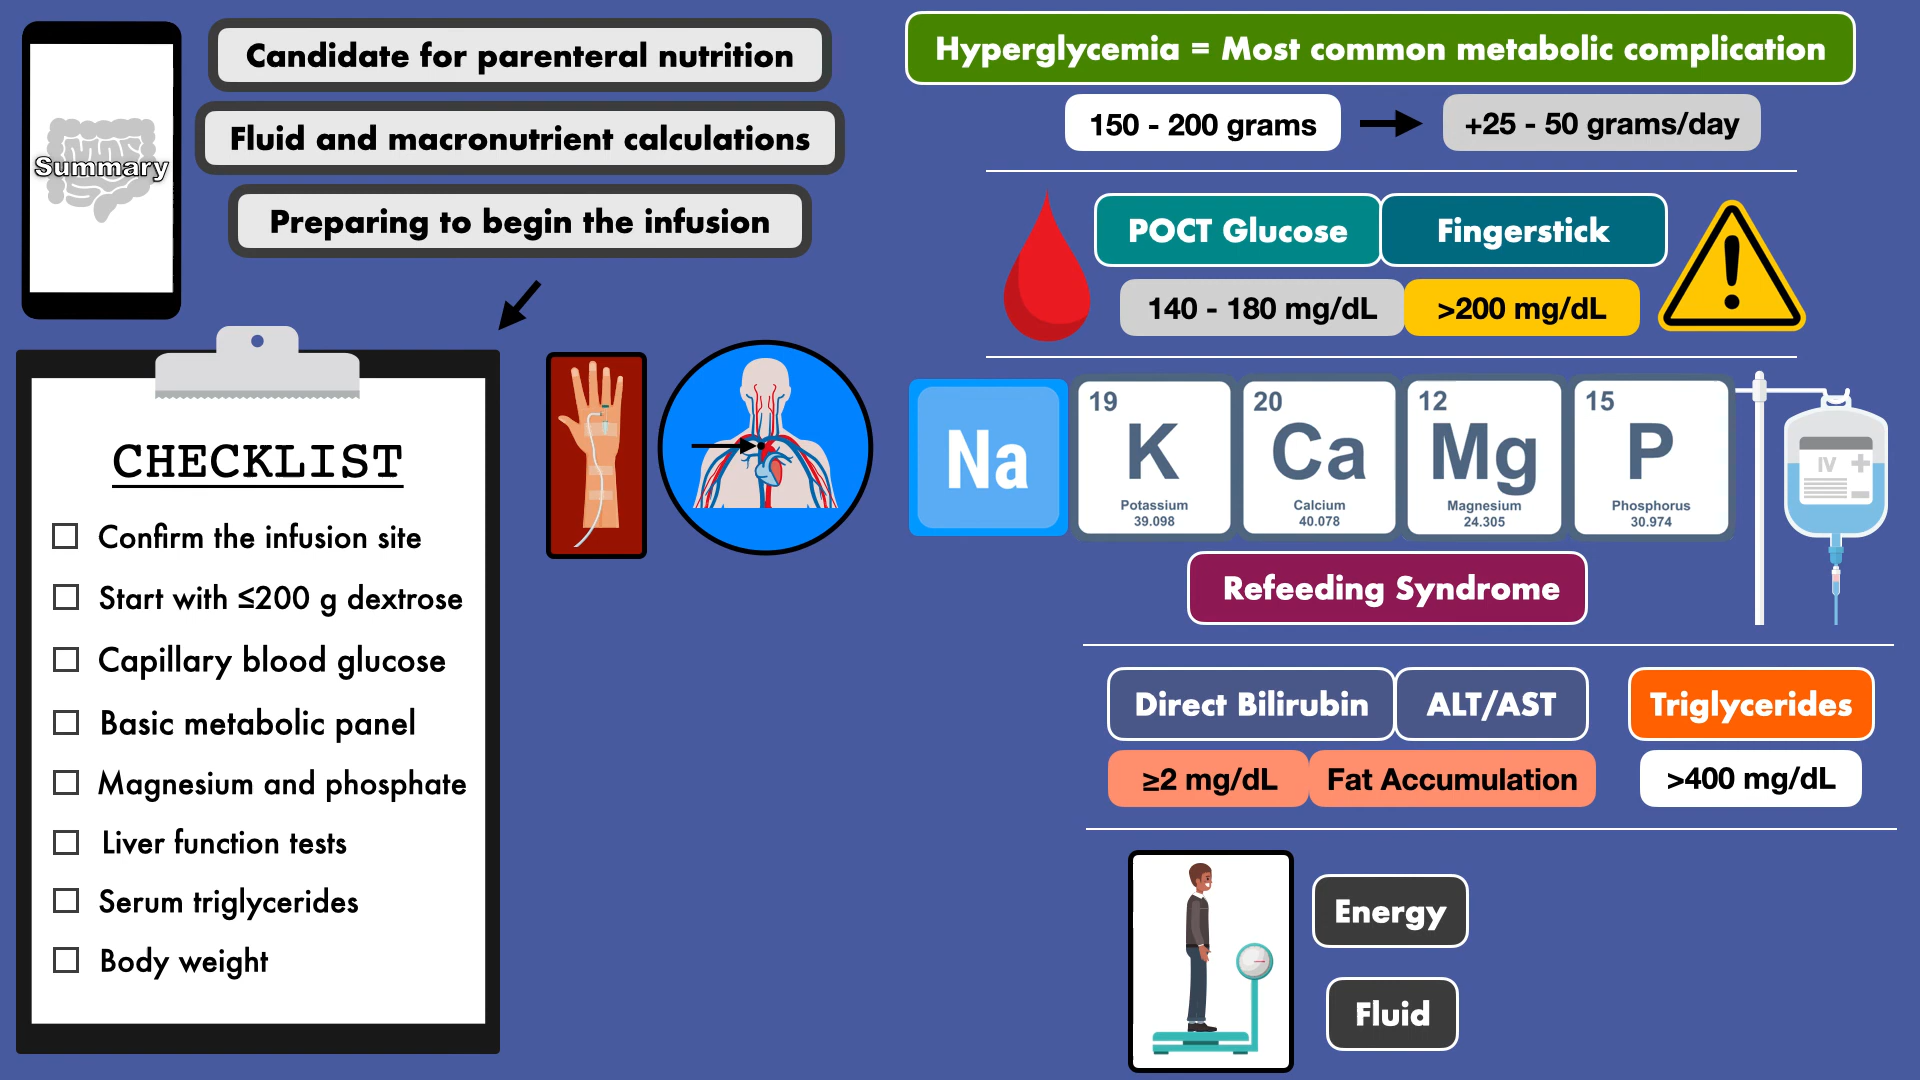 Summary
Candidate for parenteral nutrition
Fluid and macronutrient calculations
Preparing to begin the infusion
CHECKLIST
Confirm the infusion site
Start with ≤200 g dextrose
Capillary blood glucose
Basic metabolic panel
Magnesium and phosphate
Liver function tests
Serum triglycerides
Body weight
Hyperglycemia = Most common metabolic complication
150 - 200 grams
+25 - 50 grams/day
POCT Glucose
Fingerstick
140 - 180 mg/dL
>200 mg/dL
Na
19
K
Potassium
39.098
20
Ca
Calcium
40.078
12
Mg
Magnesium
24.305
15
P
Phosphorus
30.974
IV
Refeeding Syndrome
Direct Bilirubin
ALT/AST
Triglycerides
≥2 mg/dL
Fat Accumulation
>400 mg/dL
Energy
Fluid